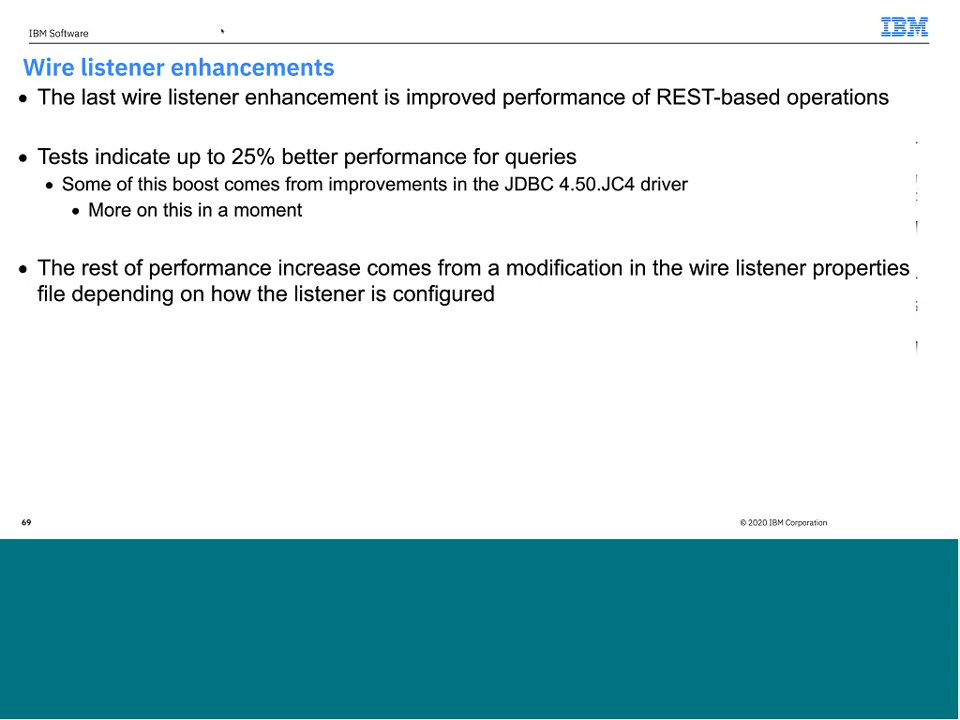 IBM Software
IBM
Wire listener enhancements
• The last wire listener enhancement is improved performance of REST-based operations
• Tests indicate up to 25% better performance for queries
• Some of this boost comes from improvements in the JDBC 4.50.JC4 driver
• More on this in a moment
• The rest of performance increase comes from a modification in the wire listener properties
file depending on how the listener is configured
69
© 2020 IBM Corporation